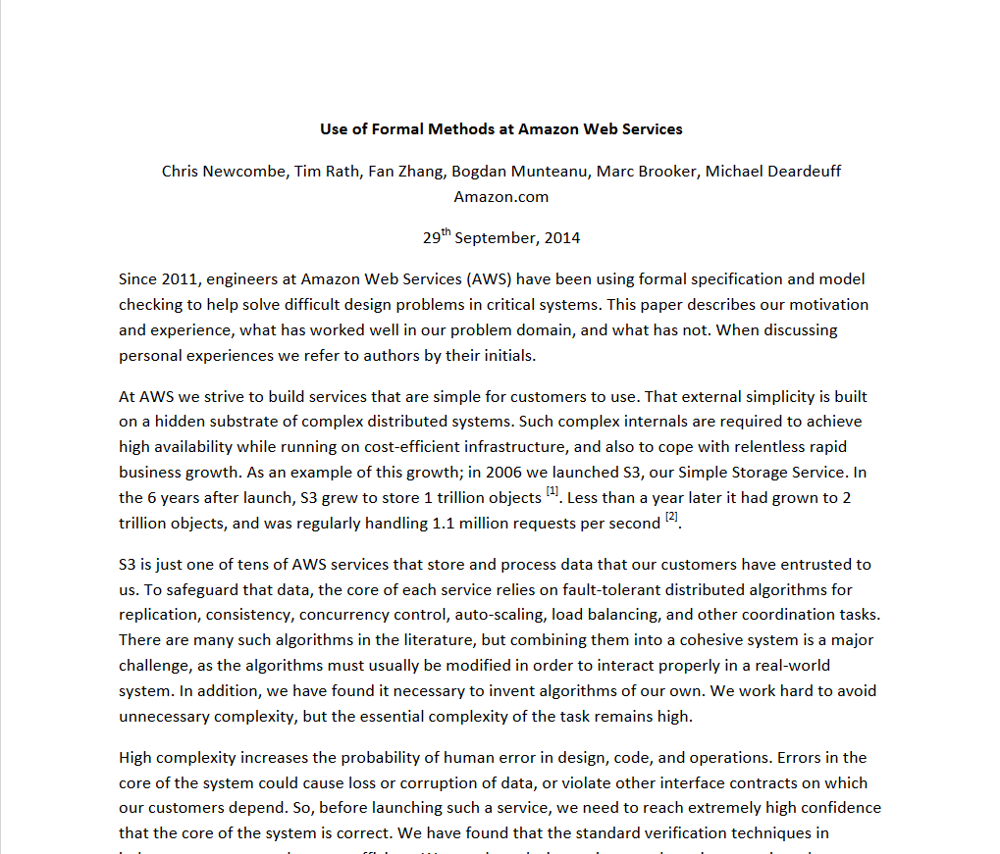 Use of Formal Methods at Amazon Web Services
Chris Newcombe, Tim Rath, Fan Zhang, Bogdan Munteanu, Marc Brooker, Michael Deardeuff
Amazon.com
29th September, 2014
Since 2011, engineers at Amazon Web Services (AWS) have been using formal specification and model
checking to help solve difficult design problems in critical systems. This paper describes our motivation
and experience, what has worked well in our problem domain, and what has not. When discussing
personal experiences we refer to authors by their initials.
At AWS we strive to build services that are simple for customers to use. That external simplicity is built
on a hidden substrate of complex distributed systems. Such complex internals are required to achieve
high availability while running on cost-efficient infrastructure, and also to cope with relentless rapid
business growth. As an example of this growth; in 2006 we launched S3, our Simple Storage Service. In
the 6 years after launch, S3 grew to store 1 trillion objects [1]. Less than a year later it had grown to 2
trillion objects, and was regularly handling 1.1 million requests per second [2].
S3 is just one of tens of AWS services that store and process data that our customers have entrusted to
us. To safeguard that data, the core of each service relies on fault-tolerant distributed algorithms for
replication, consistency, concurrency control, auto-scaling, load balancing, and other coordination tasks.
There are many such algorithms in the literature, but combining them into a cohesive system is a major
challenge, as the algorithms must usually be modified in order to interact properly in a real-world
system. In addition, we have found it necessary to invent algorithms of our own. We work hard to avoid
unnecessary complexity, but the essential complexity of the task remains high.
High complexity increases the probability of human error in design, code, and operations. Errors in the
core of the system could cause loss or corruption of data, or violate other interface contracts on which
our customers depend. So, before launching such a service, we need to reach extremely high confidence
that the core of the system is correct. We have found that the standard verification techniques in